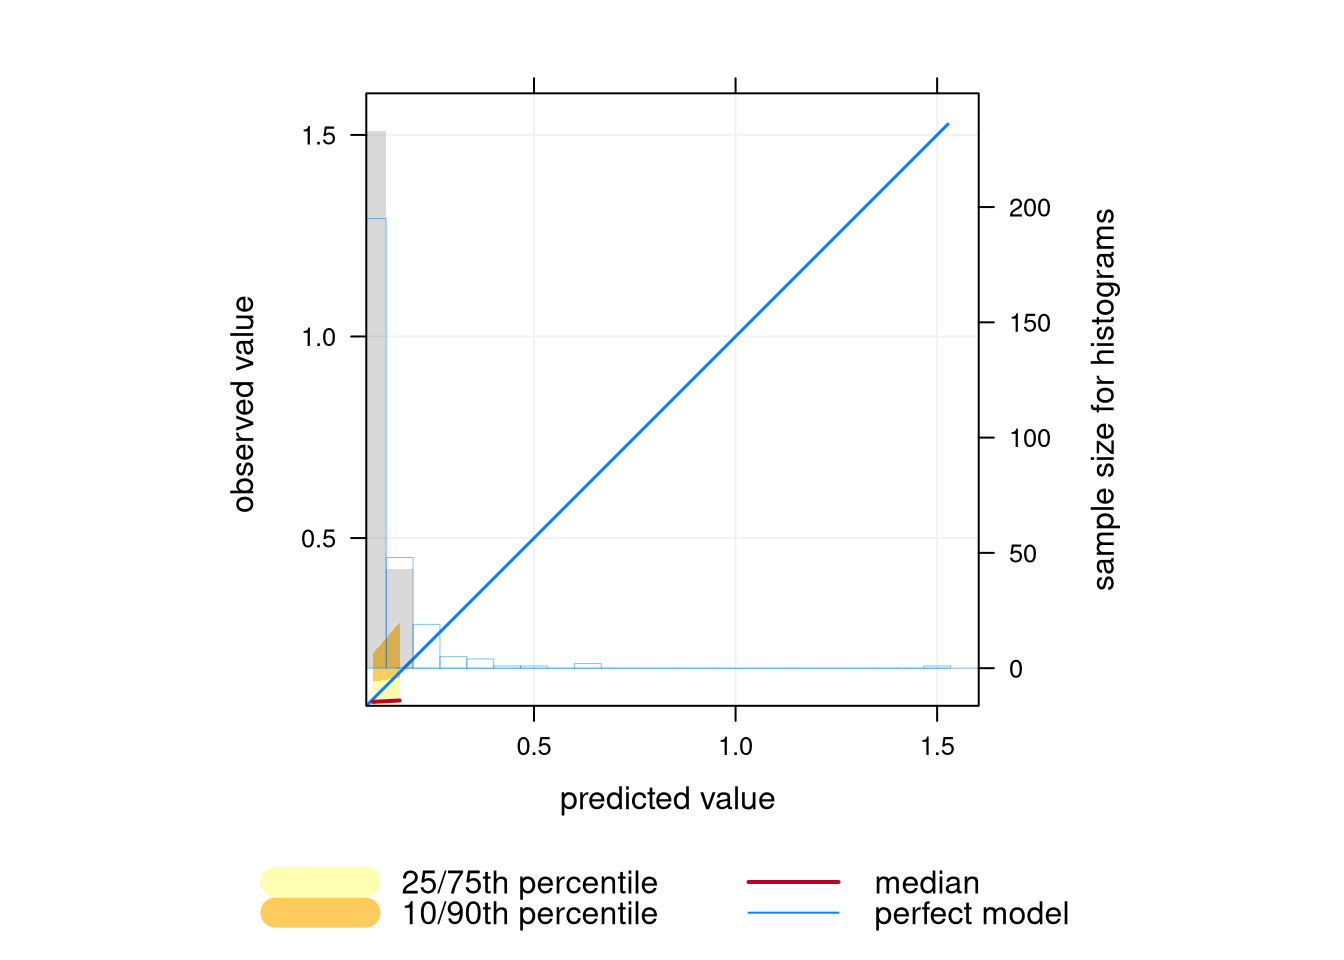 1.5
1.0
0.5
observed value
200
150
100
50
0
sample size for histograms
0.5 1.0 1.5
predicted value
25/75th percentile
10/90th percentile
median
perfect model